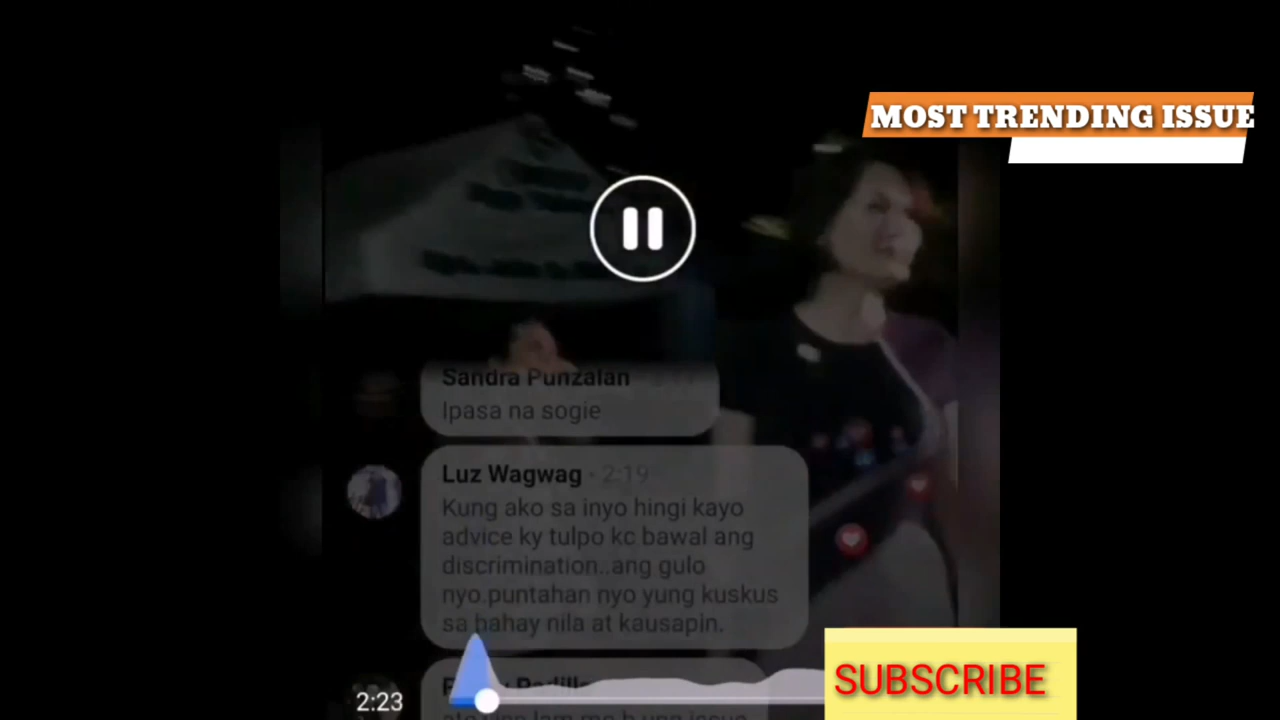 MOST TRENDING ISSUE
Sandra Punzalan
Ipasa na sogie
Luz Wagwag · 2:19
Kung ako sa inyo hingi kayo
advice ky tulpo kc bawal ang
discrimination..ang gulo
nyo.puntahan nyo yung kuskus
sa bahay nila at kausapin.
Padilla
2:23
SUBSCRIBE